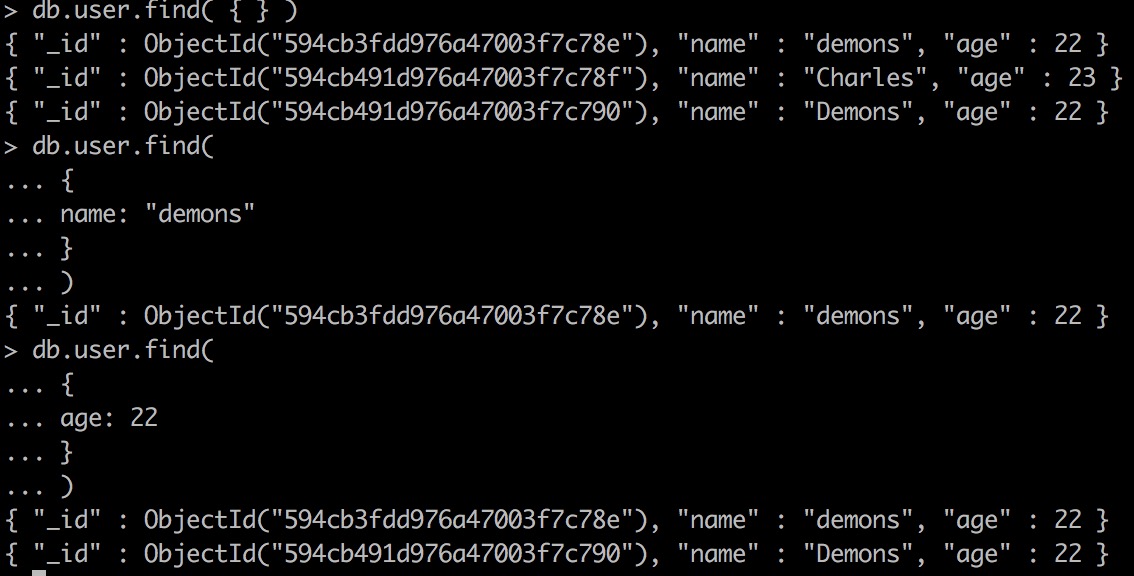 > db.user.find( { } )
{ "_id" : ObjectId("594cb3fdd976a47003f7c78e"), "name" : "demons", "age" : 22 }
{ "_id" : ObjectId("594cb491d976a47003f7c78f"), "name" : "Charles", "age" : 23 }
{ "_id" : ObjectId("594cb491d976a47003f7c790"), "name" : "Demons", "age" : 22 }
> db.user.find(
... {
... name: "demons"
... }
... )
{ "_id" : ObjectId("594cb3fdd976a47003f7c78e"), "name" : "demons", "age" : 22 }
> db.user.find(
... {
... age: 22
... }
... )
{ "_id" : ObjectId("594cb3fdd976a47003f7c78e"), "name" : "demons", "age" : 22 }
{ "_id" : ObjectId("594cb491d976a47003f7c790"), "name" : "Demons", "age" : 22 }